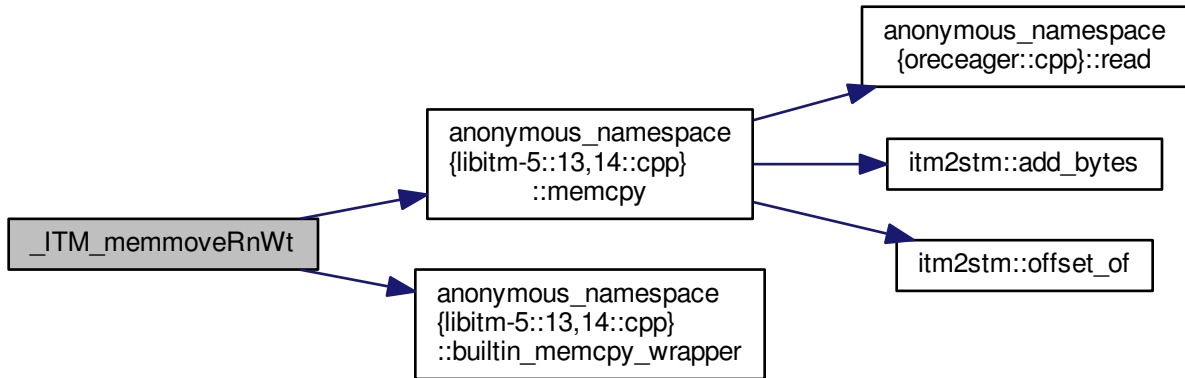 _ITM_memmoveRnWt
anonymous_namespace
{libitm-5::13,14::cpp}
::memcpy
anonymous_namespace
{libitm-5::13,14::cpp}
::builtin_memcpy_wrapper
anonymous_namespace
{oreceager::cpp}::read
itm2stm::add_bytes
itm2stm::offset_of